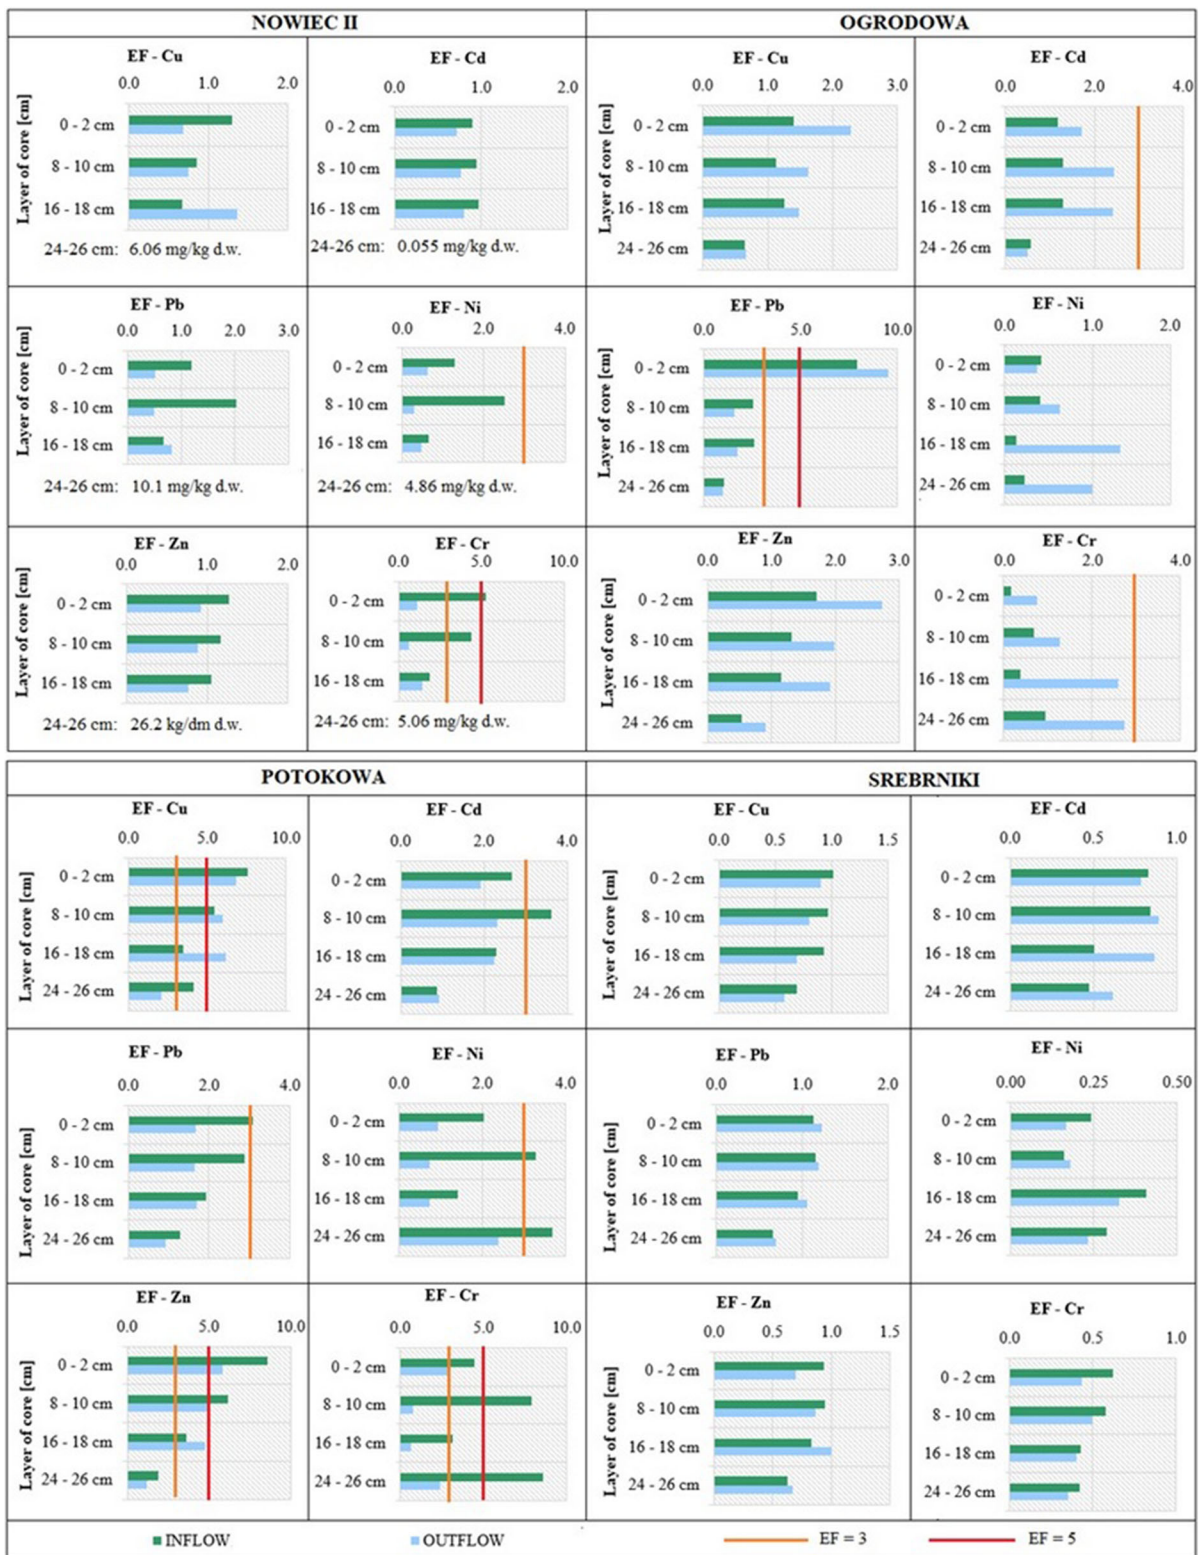 NOWIEC II
EF - Cu
0.0 1.0 2.0
Layer of core [cm]
0 - 2 cm
8 - 10 cm
16 - 18 cm
24-26 cm: 6.06 mg/kg d.w.
EF - Cd
0.0 1.0 2.0
0 - 2 cm
8 - 10 cm
16 - 18 cm
24-26 cm: 0.055 mg/kg d.w.
EF - Pb
0.0 1.0 2.0 3.0
Layer of core [cm]
0 - 2 cm
8 - 10 cm
16 - 18 cm
24-26 cm: 10.1 mg/kg d.w.
EF - Ni
0.0 2.0 4.0
0 - 2 cm
8 - 10 cm
16 - 18 cm
24-26 cm: 4.86 mg/kg d.w.
EF - Zn
0.0 1.0 2.0
Layer of core [cm]
0 - 2 cm
8 - 10 cm
16 - 18 cm
24-26 cm: 26.2 kg/dm d.w.
EF - Cr
0.0 5.0 10.0
0 - 2 cm
8 - 10 cm
16 - 18 cm
24-26 cm: 5.06 mg/kg d.w.
OGRODOWA
EF - Cu
0.0 1.0 2.0 3.0
Layer of core [cm]
0 - 2 cm
8 - 10 cm
16 - 18 cm
24 - 26 cm
EF - Cd
0.0 2.0 4.0
0 - 2 cm
8 - 10 cm
16 - 18 cm
24 - 26 cm
EF - Pb
0.0 5.0 10.0
Layer of core [cm]
0 - 2 cm
8 - 10 cm
16 - 18 cm
24 - 26 cm
EF - Ni
0.0 1.0 2.0
0 - 2 cm
8 - 10 cm
16 - 18 cm
24 - 26 cm
EF - Zn
0.0 1.0 2.0 3.0
Layer of core [cm]
0 - 2 cm
8 - 10 cm
16 - 18 cm
24 - 26 cm
EF - Cr
0.0 2.0 4.0
0 - 2 cm
8 - 10 cm
16 - 18 cm
24 - 26 cm
POTOKOWA
EF - Cu
0.0 5.0 10.0
Layer of core [cm]
0 - 2 cm
8 - 10 cm
16 - 18 cm
24 - 26 cm
EF - Cd
0.0 2.0 4.0
0 - 2 cm
8 - 10 cm
16 - 18 cm
24 - 26 cm
EF - Pb
0.0 2.0 4.0
Layer of core [cm]
0 - 2 cm
8 - 10 cm
16 - 18 cm
24 - 26 cm
EF - Ni
0.0 2.0 4.0
0 - 2 cm
8 - 10 cm
16 - 18 cm
24 - 26 cm
EF - Zn
0.0 5.0 10.0
Layer of core [cm]
0 - 2 cm
8 - 10 cm
16 - 18 cm
24 - 26 cm
EF - Cr
0.0 5.0 10.0
0 - 2 cm
8 - 10 cm
16 - 18 cm
24 - 26 cm
SREBRNIKI
EF - Cu
0.0 0.5 1.0 1.5
Layer of core [cm]
0 - 2 cm
8 - 10 cm
16 - 18 cm
24 - 26 cm
EF - Cd
0.0 0.5 1.0
0 - 2 cm
8 - 10 cm
16 - 18 cm
24 - 26 cm
EF - Pb
0.0 1.0 2.0
Layer of core [cm]
0 - 2 cm
8 - 10 cm
16 - 18 cm
24 - 26 cm
EF - Ni
0.00 0.25 0.50
0 - 2 cm
8 - 10 cm
16 - 18 cm
24 - 26 cm
EF - Zn
0.0 0.5 1.0 1.5
Layer of core [cm]
0 - 2 cm
8 - 10 cm
16 - 18 cm
24 - 26 cm
EF - Cr
0.0 0.5 1.0
0 - 2 cm
8 - 10 cm
16 - 18 cm
24 - 26 cm
INFLOW OUTFLOW EF = 3 EF = 5